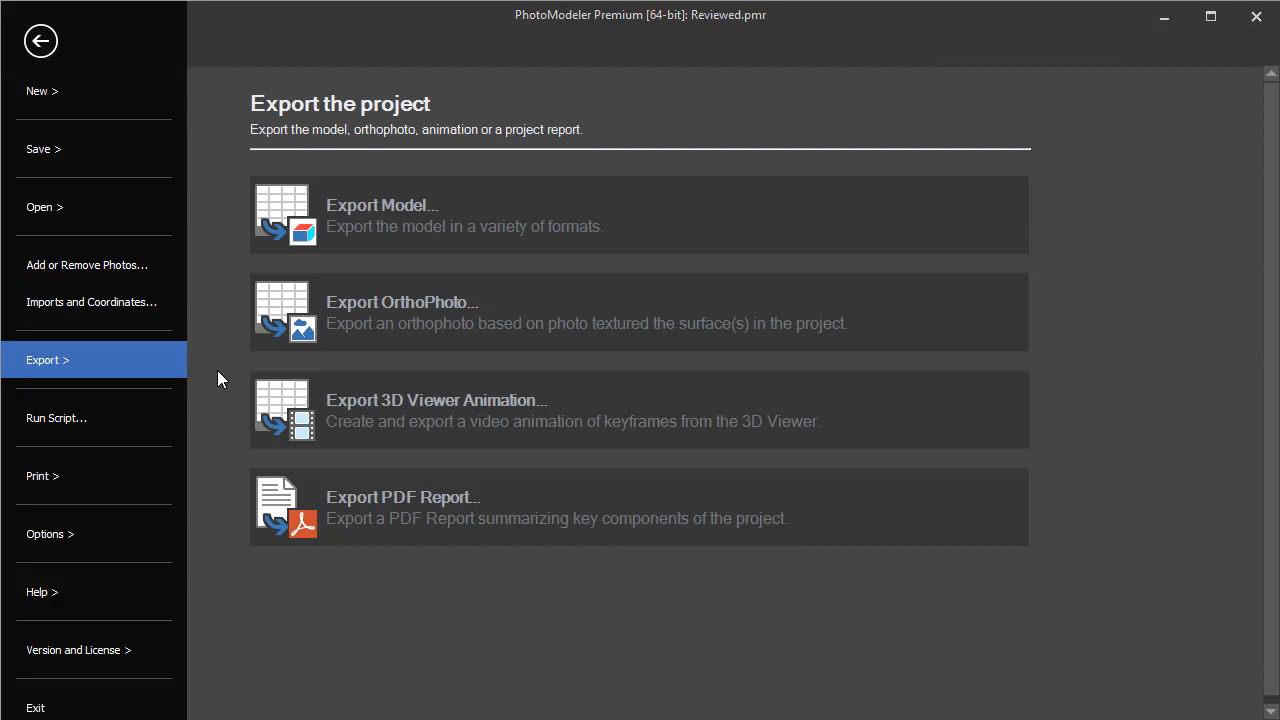 PhotoModeler Premium [64-bit]: Reviewed.pmr
New >
Save >
Open >
Add or Remove Photos...
Imports and Coordinates...
Export >
Run Script...
Print >
Options >
Help >
Version and License >
Exit
Export the project
Export the model, orthophoto, animation or a project report.
Export Model...
Export the model in a variety of formats.
Export OrthoPhoto...
Export an orthophoto based on photo textured the surface(s) in the project.
Export 3D Viewer Animation...
Create and export a video animation of keyframes from the 3D Viewer.
Export PDF Report...
Export a PDF Report summarizing key components of the project.